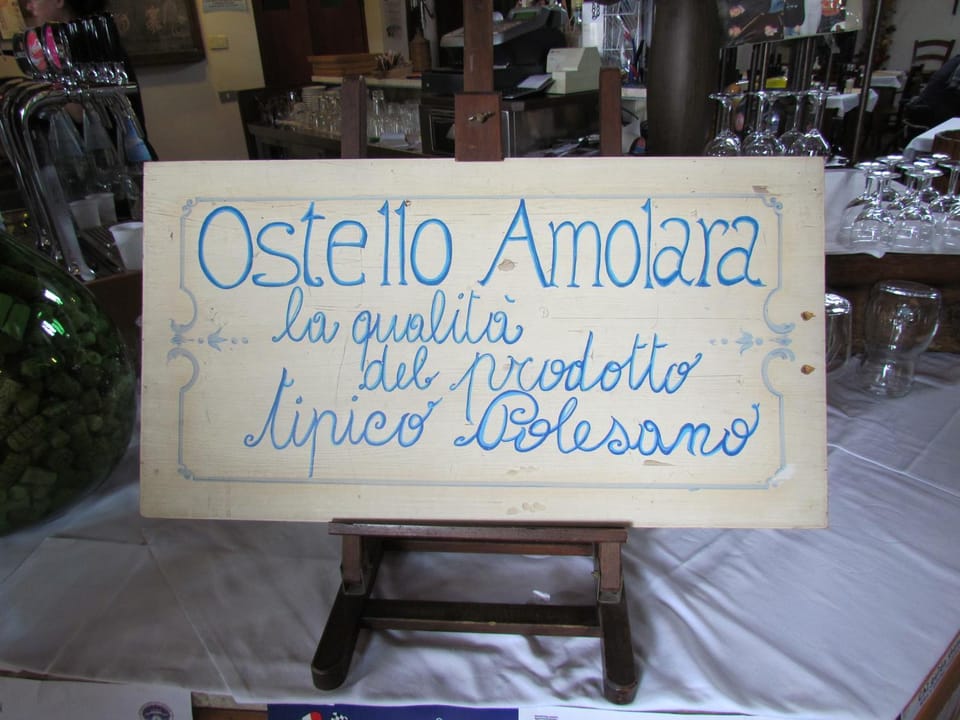 Ostello Amolara
la qualità
del prodotto
tipico Polesano